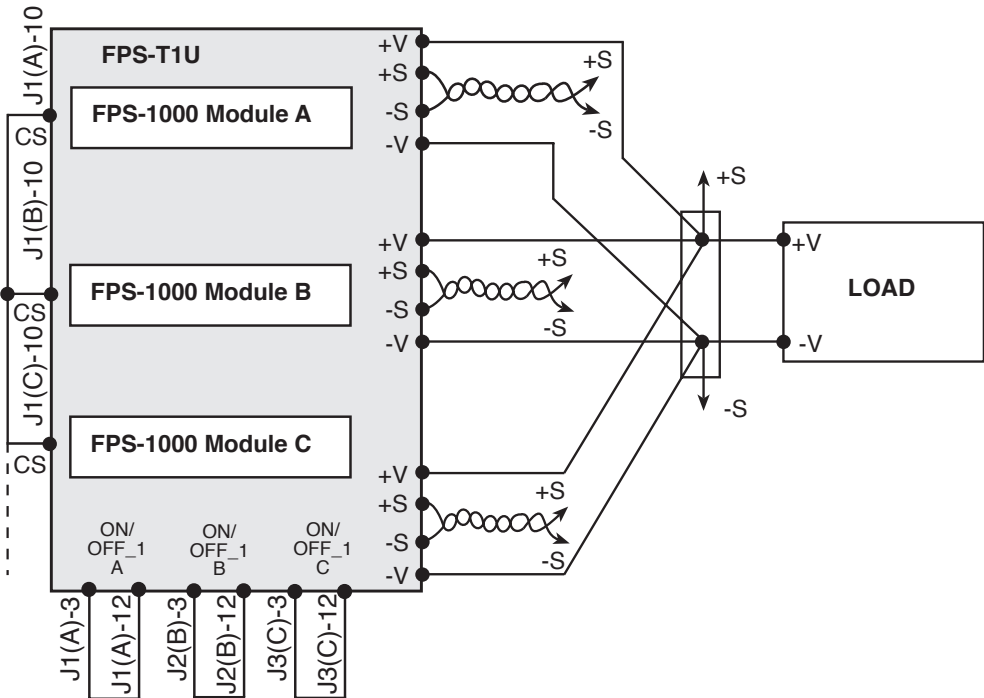 FPS-T1U
J1(A)-10
CS
FPS-1000 Module A
+V
+S
-S
-V
+S
-S
J1(B)-10
CS
FPS-1000 Module B
+V
+S
-S
-V
+S
-S
+S
-S
+V
-V
LOAD
J1(C)-10
CS
FPS-1000 Module C
+V
+S
-S
-V
+S
-S
ON/
OFF_1
A
ON/
OFF_1
B
ON/
OFF_1
C
J1(A)-3
J1(A)-12
J2(B)-3
J2(B)-12
J3(C)-3
J3(C)-12